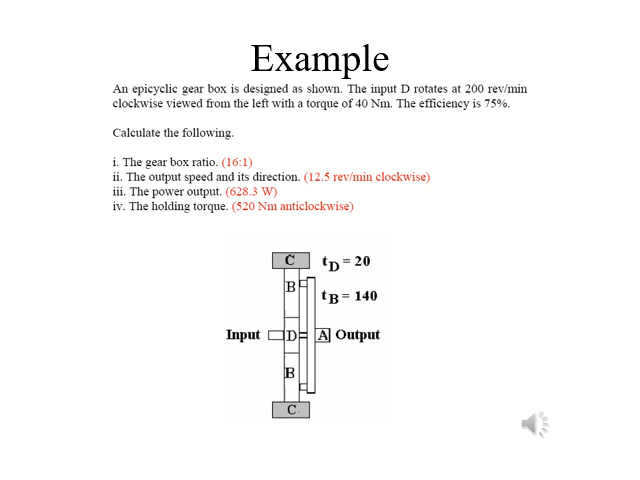 Example
An epicyclic gear box is designed as shown. The input D rotates at 200 rev/min
clockwise viewed from the left with a torque of 40 Nm. The efficiency is 75%.
Calculate the following.
i. The gear box ratio. (16:1)
ii. The output speed and its direction. (12.5 rev/min clockwise)
iii. The power output. (628.3 W)
iv. The holding torque. (520 Nm anticlockwise)
C
t D = 20
B
t B = 140
Input D A Output
B
C